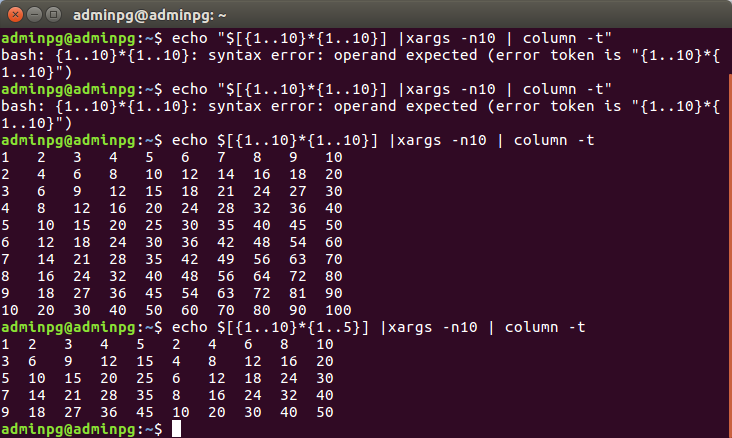 adminpg@adminpg: ~
adminpg@adminpg:~$ echo "$[{1..10}*{1..10}] |xargs -n10 | column -t"
bash: {1..10}*{1..10}: syntax error: operand expected (error token is "{1..10}*{
1..10}")
adminpg@adminpg:~$ echo "$[{1..10}*{1..10}] |xargs -n10 | column -t"
bash: {1..10}*{1..10}: syntax error: operand expected (error token is "{1..10}*{
1..10}")
adminpg@adminpg:~$ echo $[{1..10}*{1..10}] |xargs -n10 | column -t
1   2   3   4   5   6   7   8   9   10
2   4   6   8   10  12  14  16  18  20
3   6   9   12  15  18  21  24  27  30
4   8   12  16  20  24  28  32  36  40
5   10  15  20  25  30  35  40  45  50
6   12  18  24  30  36  42  48  54  60
7   14  21  28  35  42  49  56  63  70
8   16  24  32  40  48  56  64  72  80
9   18  27  36  45  54  63  72  81  90
10  20  30  40  50  60  70  80  90  100
adminpg@adminpg:~$ echo $[{1..10}*{1..5}] |xargs -n10 | column -t
1  2   3   4   5   2   4   6   8   10
3  6   9   12  15  4   8   12  16  20
5  10  15  20  25  6   12  18  24  30
7  14  21  28  35  8   16  24  32  40
9  18  27  36  45  10  20  30  40  50
adminpg@adminpg:~$